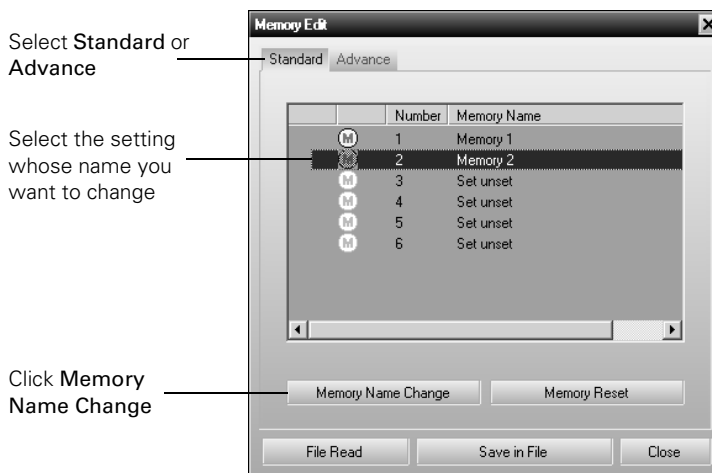 Select Standard or
Advance
Select the setting
whose name you
want to change
Click Memory
Name Change
Memory Edit
Standard Advance
Number Memory Name
M 1 Memory 1
M 2 Memory 2
M 3 Set unset
M 4 Set unset
M 5 Set unset
M 6 Set unset
Memory Name Change Memory Reset
File Read Save in File Close